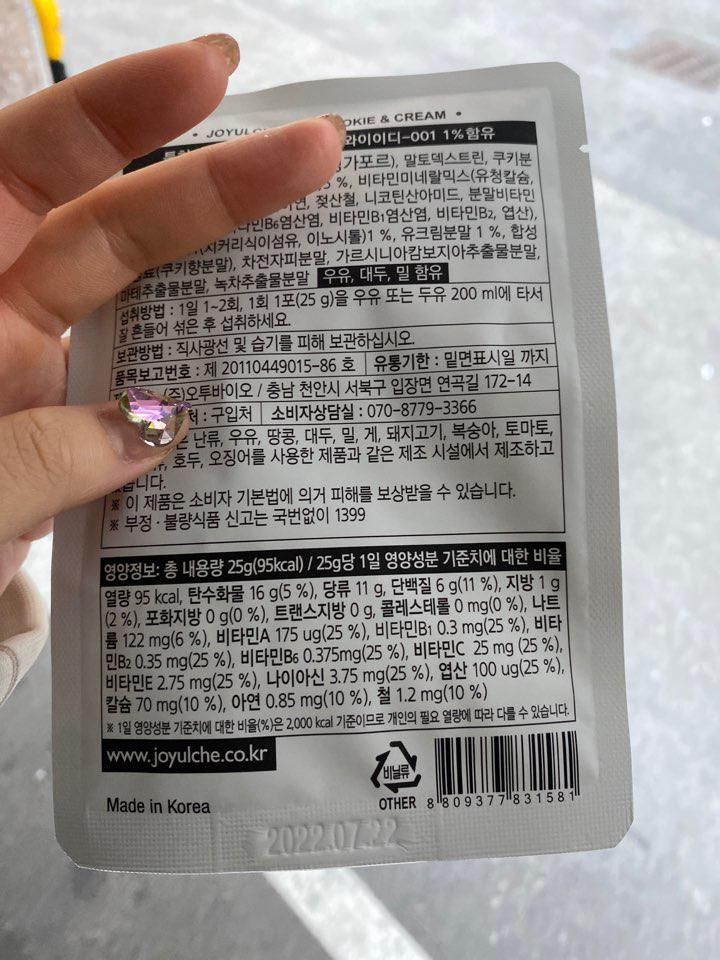 • JOYULC OKIE & CREAM •
와이이디-001 1%함유
가포르), 말토덱스트린, 쿠키분
%, 비타민미네랄믹스(유청칼슘,
아연, 젖산철, 니코틴산아미드, 분말비타민
타민B6염산염, 비타민B1염산염, 비타민B2, 엽산),
(치커리식이섬유, 이노시톨)1 %, 유크림분말 1 %, 합성
료(쿠키향분말), 차전자피분말, 가르시니아캄보지아추출물분말,
마테추출물분말, 녹차추출물분말 우유, 대두, 밀 함유
섭취방법 : 1일 1~2회, 1회 1포(25 g)을 우유 또는 두유 200 ml에 타서
잘 흔들어 섞은 후 섭취하세요.
보관방법 : 직사광선 및 습기를 피해 보관하십시오.
품목보고번호 : 제 20110449015-86 호 유통기한 : 밑면표시일 까지
(주)오투바이오 / 충남 천안시 서북구 입장면 연곡길 172-14
처 : 구입처 소비자상담실 : 070-8779-3366
은 난류, 우유, 땅콩, 대두, 밀, 게, 돼지고기, 복숭아, 토마토,
호두, 오징어를 사용한 제품과 같은 제조 시설에서 제조하고
있습니다.
※ 이 제품은 소비자 기본법에 의거 피해를 보상받을 수 있습니다.
※ 부정 · 불량식품 신고는 국번없이 1399
영양정보: 총 내용량 25g(95kcal) / 25g당 1일 영양성분 기준치에 대한 비율
열량 95 kcal, 탄수화물 16 g(5 %), 당류 11 g, 단백질 6 g(11 %), 지방 1 g
(2 %), 포화지방 0 g(0 %), 트랜스지방 0 g, 콜레스테롤 0 mg(0 %), 나트
륨 122 mg(6 %), 비타민A 175 ug(25 %), 비타민B1 0.3 mg(25 %), 비타
민B2 0.35 mg(25 %), 비타민B6 0.375mg(25 %), 비타민C 25 mg (25 %),
비타민E 2.75 mg(25 %), 나이아신 3.75 mg(25 %), 엽산 100 ug(25 %),
칼슘 70 mg(10 %), 아연 0.85 mg(10 %), 철 1.2 mg(10 %)
※ 1일 영양성분 기준치에 대한 비율(%)은 2,000 kcal 기준이므로 개인의 필요 열량에 따라 다를 수 있습니다.
www.joyulche.co.kr
비닐류
OTHER
8 809377 831581
Made in Korea
2022.07.22